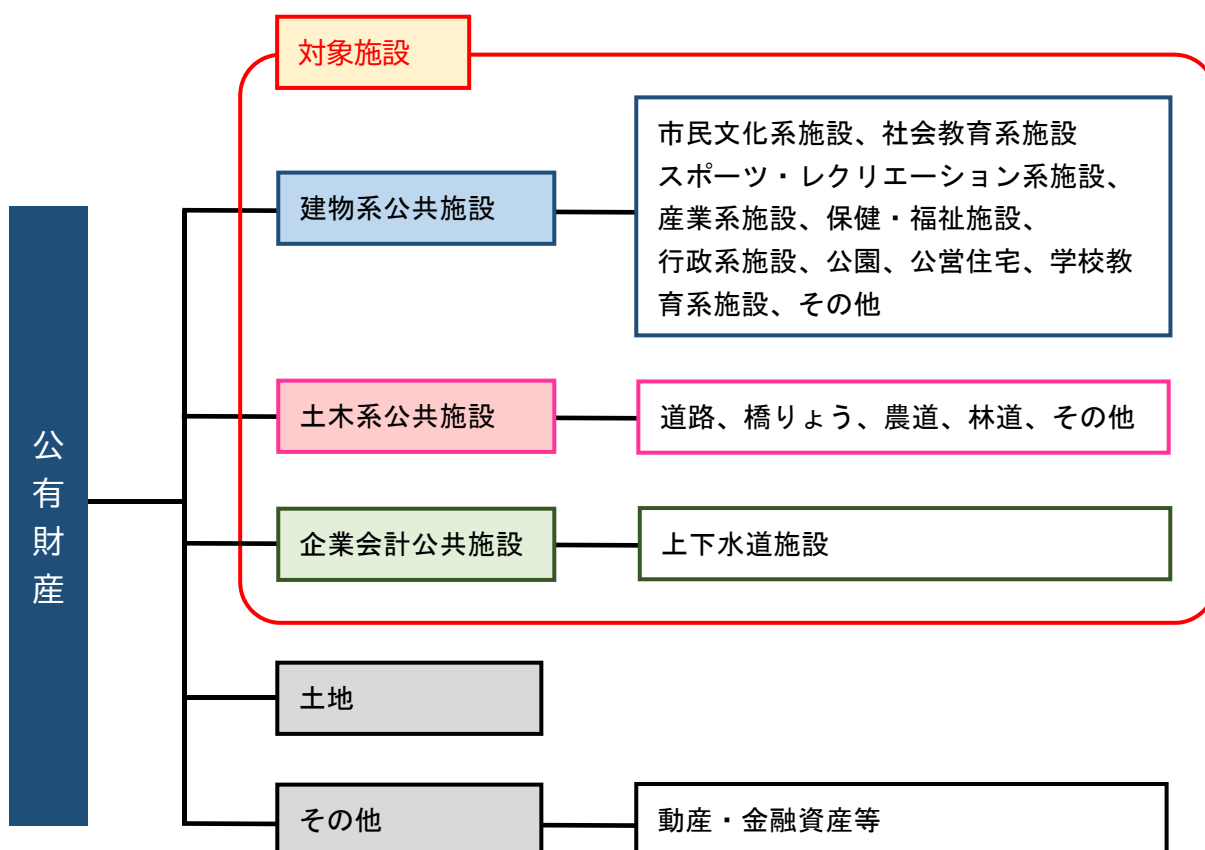 対象施設
公有財産
建物系公共施設
市民文化系施設、社会教育系施設
スポーツ・レクリエーション系施設、
産業系施設、保健・福祉施設、
行政系施設、公園、公営住宅、学校教
育系施設、その他
土木系公共施設
道路、橋りょう、農道、林道、その他
企業会計公共施設
上下水道施設
土地
その他
動産・金融資産等